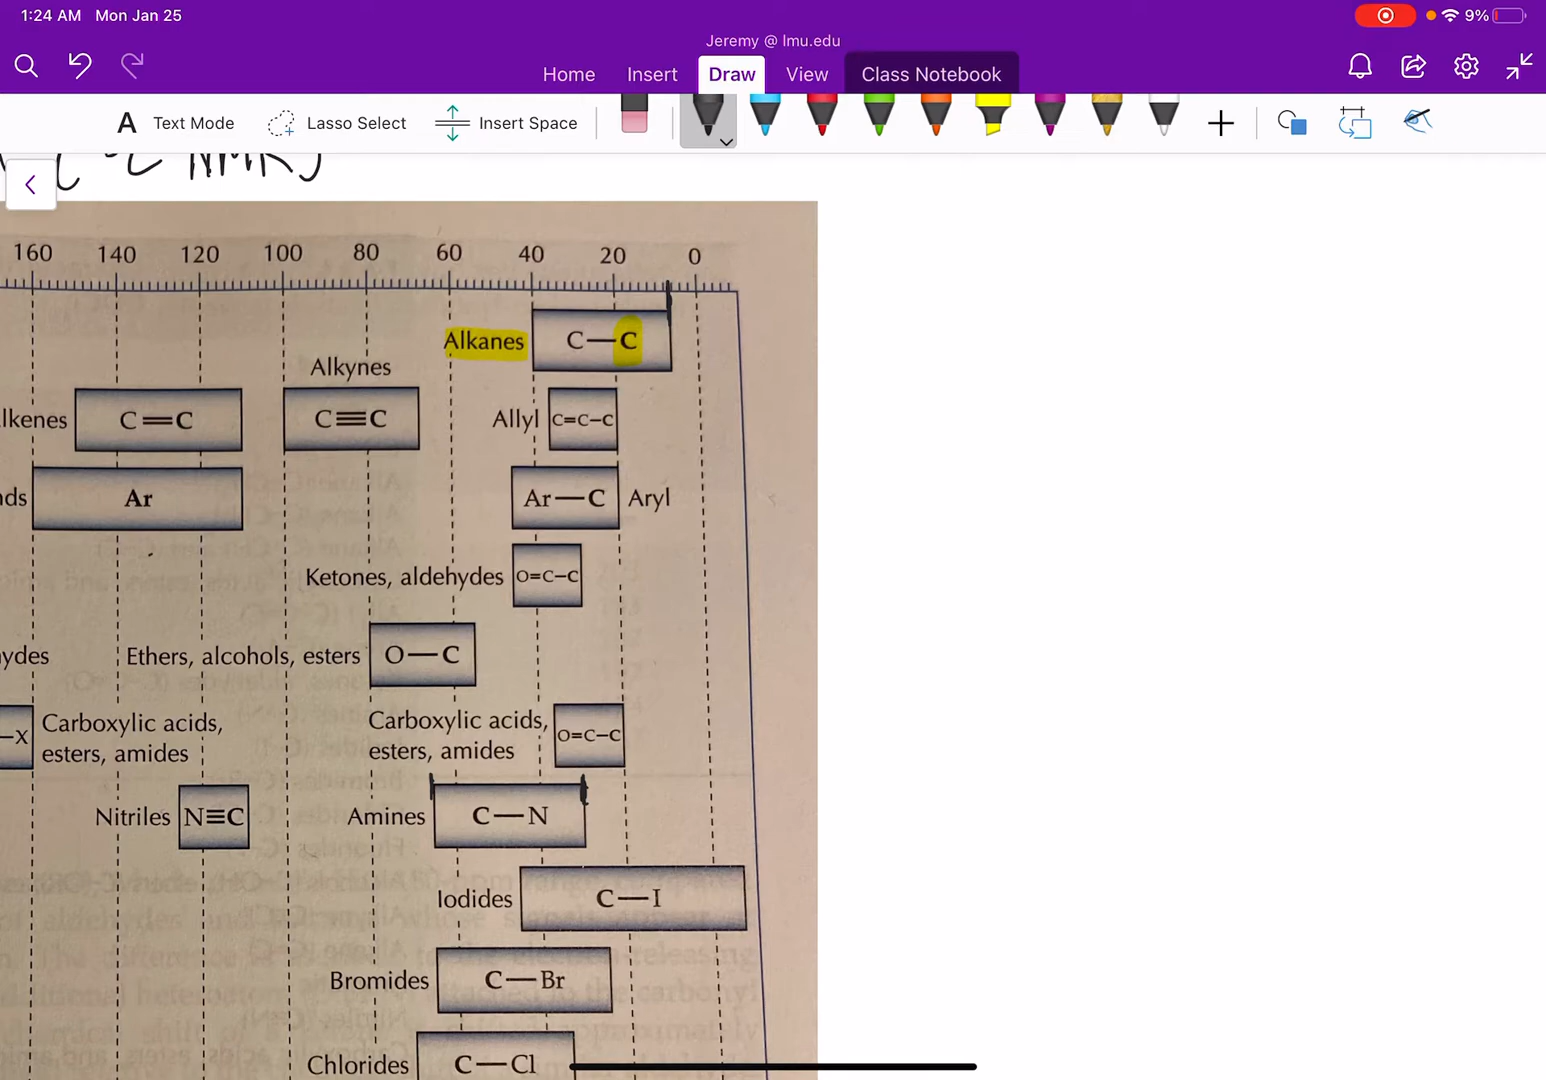 1:24 AM Mon Jan 25
9%
Jeremy @ lmu.edu
Home Insert Draw View Class Notebook
A Text Mode Lasso Select Insert Space
NMR
160 140 120 100 80 60 40 20 0
Alkanes C—C
Alkynes
lkenes C=C C≡C Allyl C=C–C
ds Ar Ar—C Aryl
Ketones, aldehydes O=C–C
ydes Ethers, alcohols, esters O—C
–X Carboxylic acids, esters, amides Carboxylic acids, esters, amides O=C–C
Nitriles N≡C Amines C—N
Iodides C—I
Bromides C—Br
Chlorides C—Cl